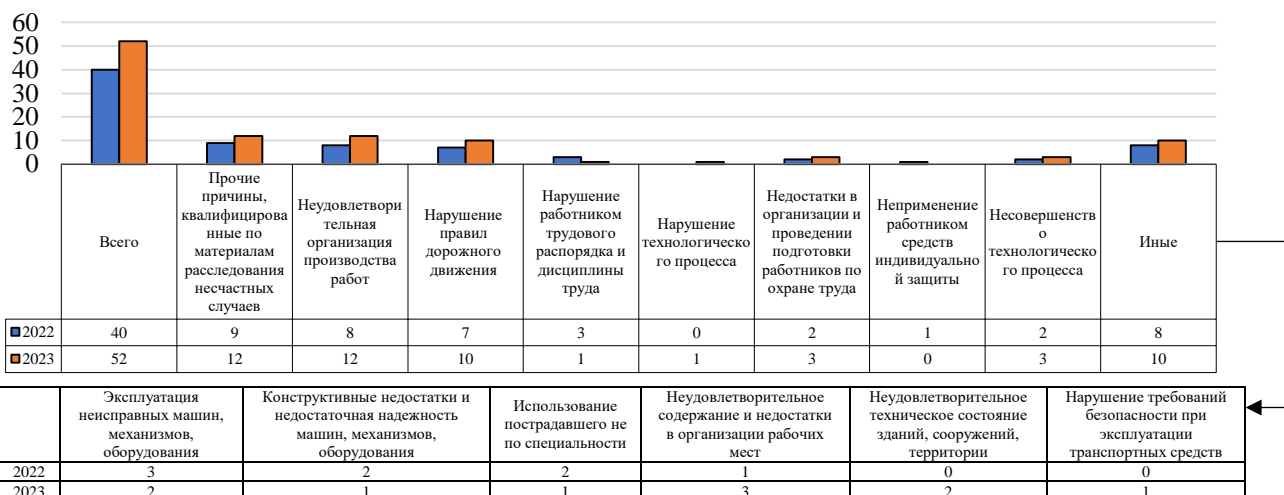 60
50
40
30
20
10
0
Всего
Прочие
причины,
квалифицирова
нные по
материалам
расследования
несчастных
случаев
Неудовлетвори
тельная
организация
производства
работ
Нарушение
правил
дорожного
движения
Нарушение
работником
трудового
распорядка и
дисциплины
труда
Нарушение
технологическо
го процесса
Недостатки в
организации и
проведении
подготовки
работников по
охране труда
Неприменение
работником
средств
индивидуально
й защиты
Несовершенств
о
технологическо
го процесса
Иные
2022 40 9 8 7 3 0 2 1 2 8
2023 52 12 12 10 1 1 3 0 3 10
Эксплуатация
неисправных машин,
механизмов,
оборудования
Конструктивные недостатки и
недостаточная надежность
машин, механизмов,
оборудования
Использование
пострадавшего не
по специальности
Неудовлетворительное
содержание и недостатки
в организации рабочих
мест
Неудовлетворительное
техническое состояние
зданий, сооружений,
территории
Нарушение требований
безопасности при
эксплуатации
транспортных средств
2022 3 2 2 1 0 0
2023 2 1 1 3 2 1